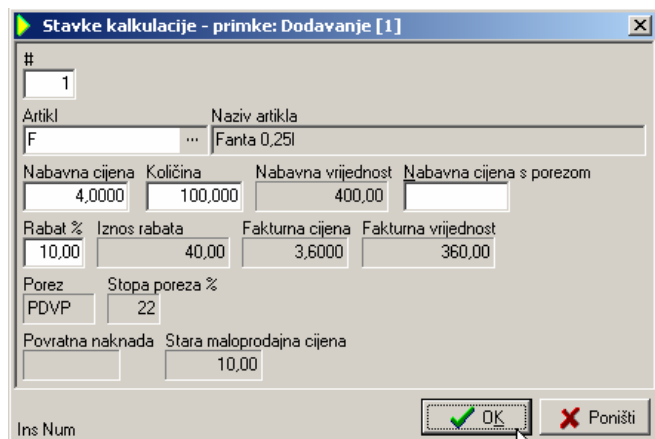 Stavke kalkulacije - primke: Dodavanje [1]
#
1
Artikl Naziv artikla
F ... Fanta 0,25l
Nabavna cijena Količina Nabavna vrijednost Nabavna cijena s porezom
4,0000 100,000 400,00
Rabat % Iznos rabata Fakturna cijena Fakturna vrijednost
10,00 40,00 3,6000 360,00
Porez Stopa poreza %
PDVP 22
Povratna naknada Stara maloprodajna cijena
10,00
OK Poništi
Ins Num